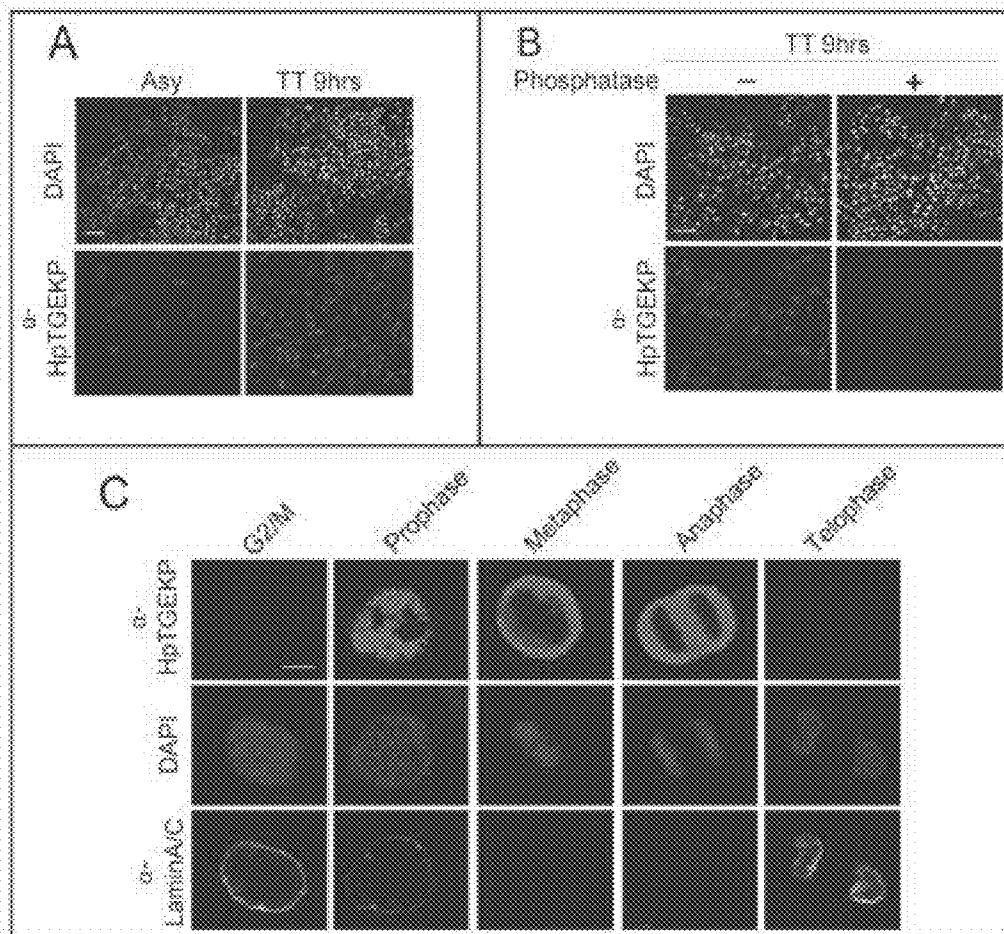 A
Asy
TT 9hrs
DAPI
α-
HpTGEKP
B
TT 9hrs
Phosphatase
−
+
DAPI
α-
HpTGEKP
C
G2/M
Prophase
Metaphase
Anaphase
Telophase
α-
HpTGEKP
DAPI
α-
LaminA/C